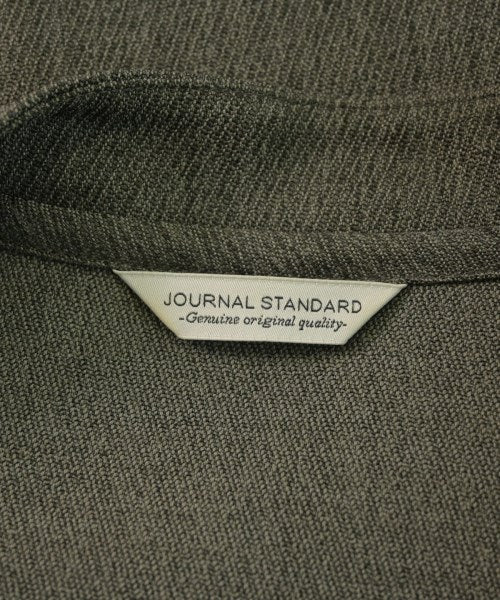 JOURNAL STANDARD
-Genuine original quality-